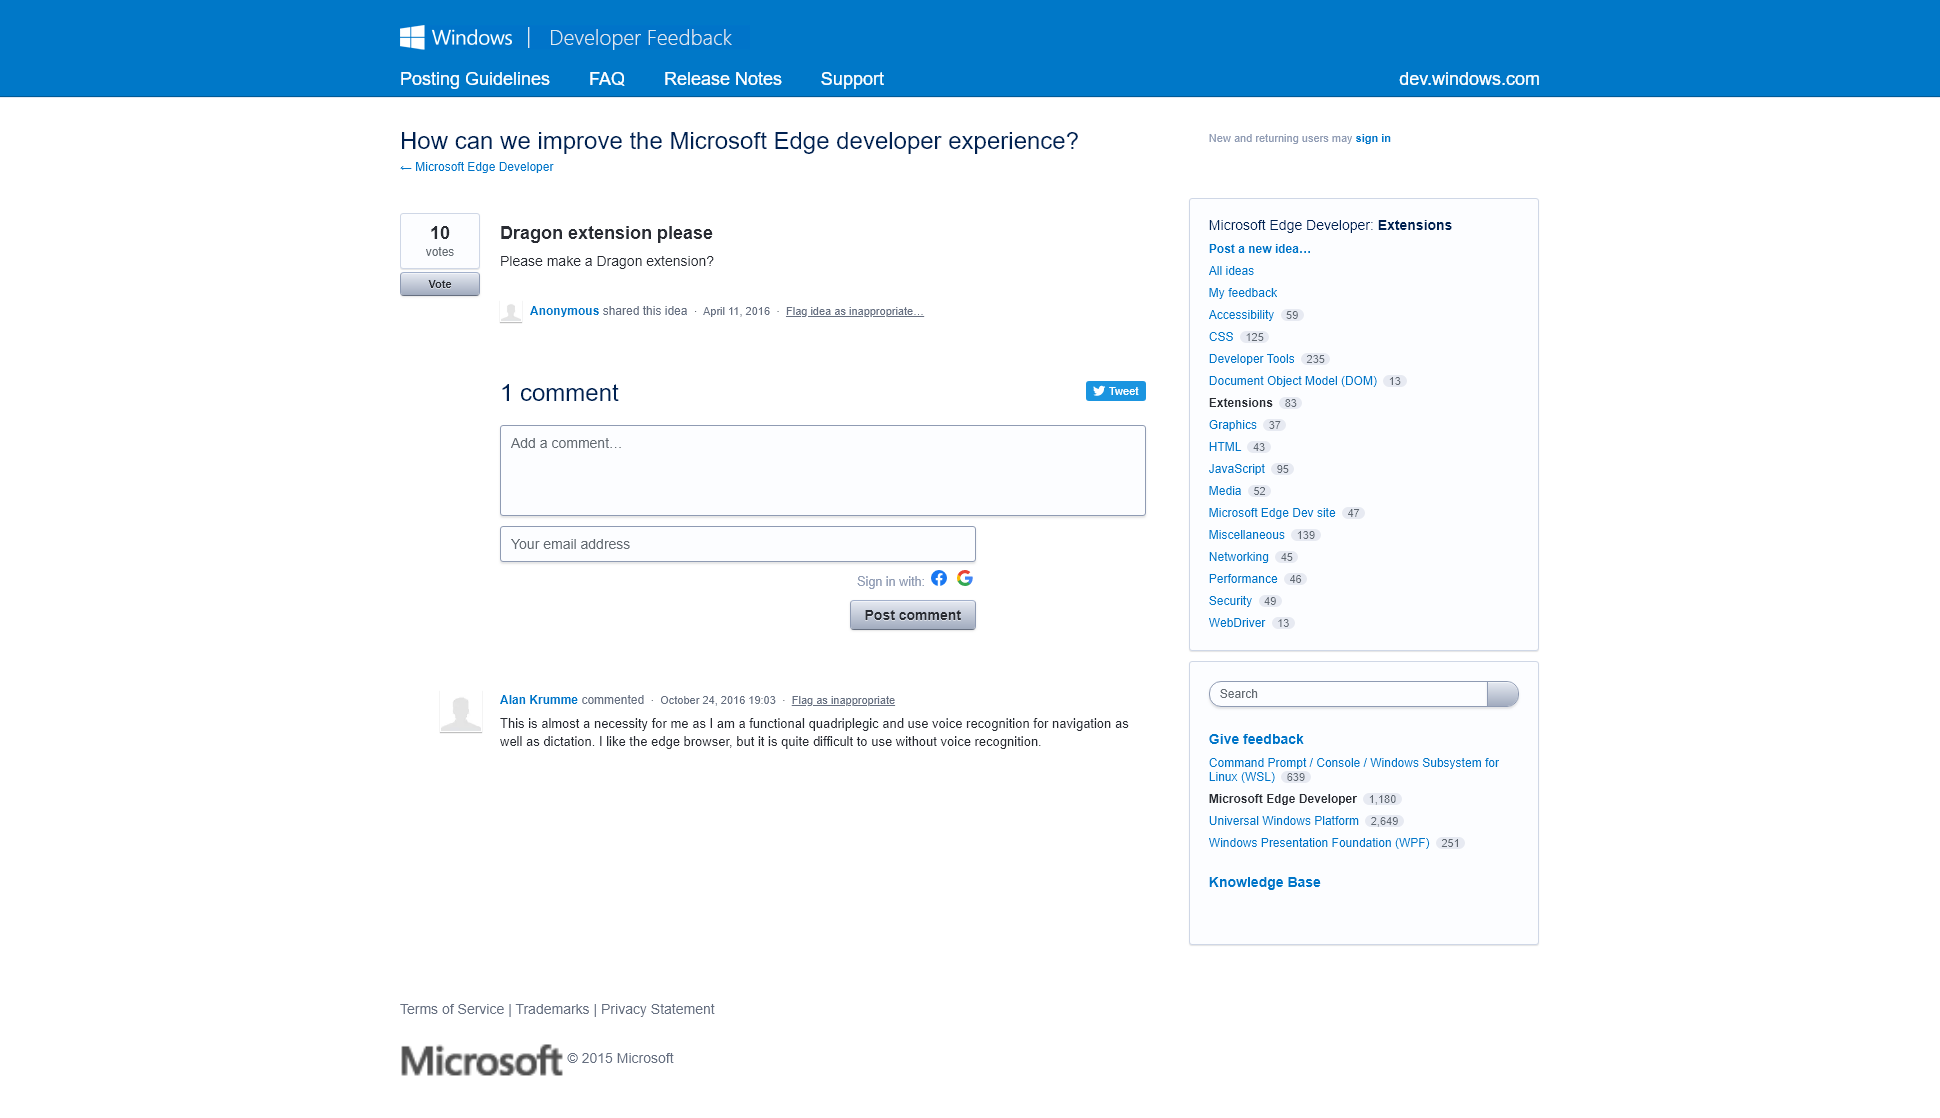 Windows | Developer Feedback
Posting Guidelines FAQ Release Notes Support dev.windows.com
How can we improve the Microsoft Edge developer experience?
← Microsoft Edge Developer
New and returning users may sign in
10
votes
Vote
Dragon extension please
Please make a Dragon extension?
Anonymous shared this idea · April 11, 2016 · Flag idea as inappropriate…
1 comment
Tweet
Add a comment…
Your email address
Sign in with:
Post comment
Alan Krumme commented · October 24, 2016 19:03 · Flag as inappropriate
This is almost a necessity for me as I am a functional quadriplegic and use voice recognition for navigation as
well as dictation. I like the edge browser, but it is quite difficult to use without voice recognition.
Microsoft Edge Developer: Extensions
Post a new idea…
All ideas
My feedback
Accessibility 59
CSS 125
Developer Tools 235
Document Object Model (DOM) 13
Extensions 83
Graphics 37
HTML 43
JavaScript 95
Media 52
Microsoft Edge Dev site 47
Miscellaneous 139
Networking 45
Performance 46
Security 49
WebDriver 13
Search
Give feedback
Command Prompt / Console / Windows Subsystem for
Linux (WSL) 639
Microsoft Edge Developer 1,180
Universal Windows Platform 2,649
Windows Presentation Foundation (WPF) 251
Knowledge Base
Terms of Service | Trademarks | Privacy Statement
Microsoft © 2015 Microsoft